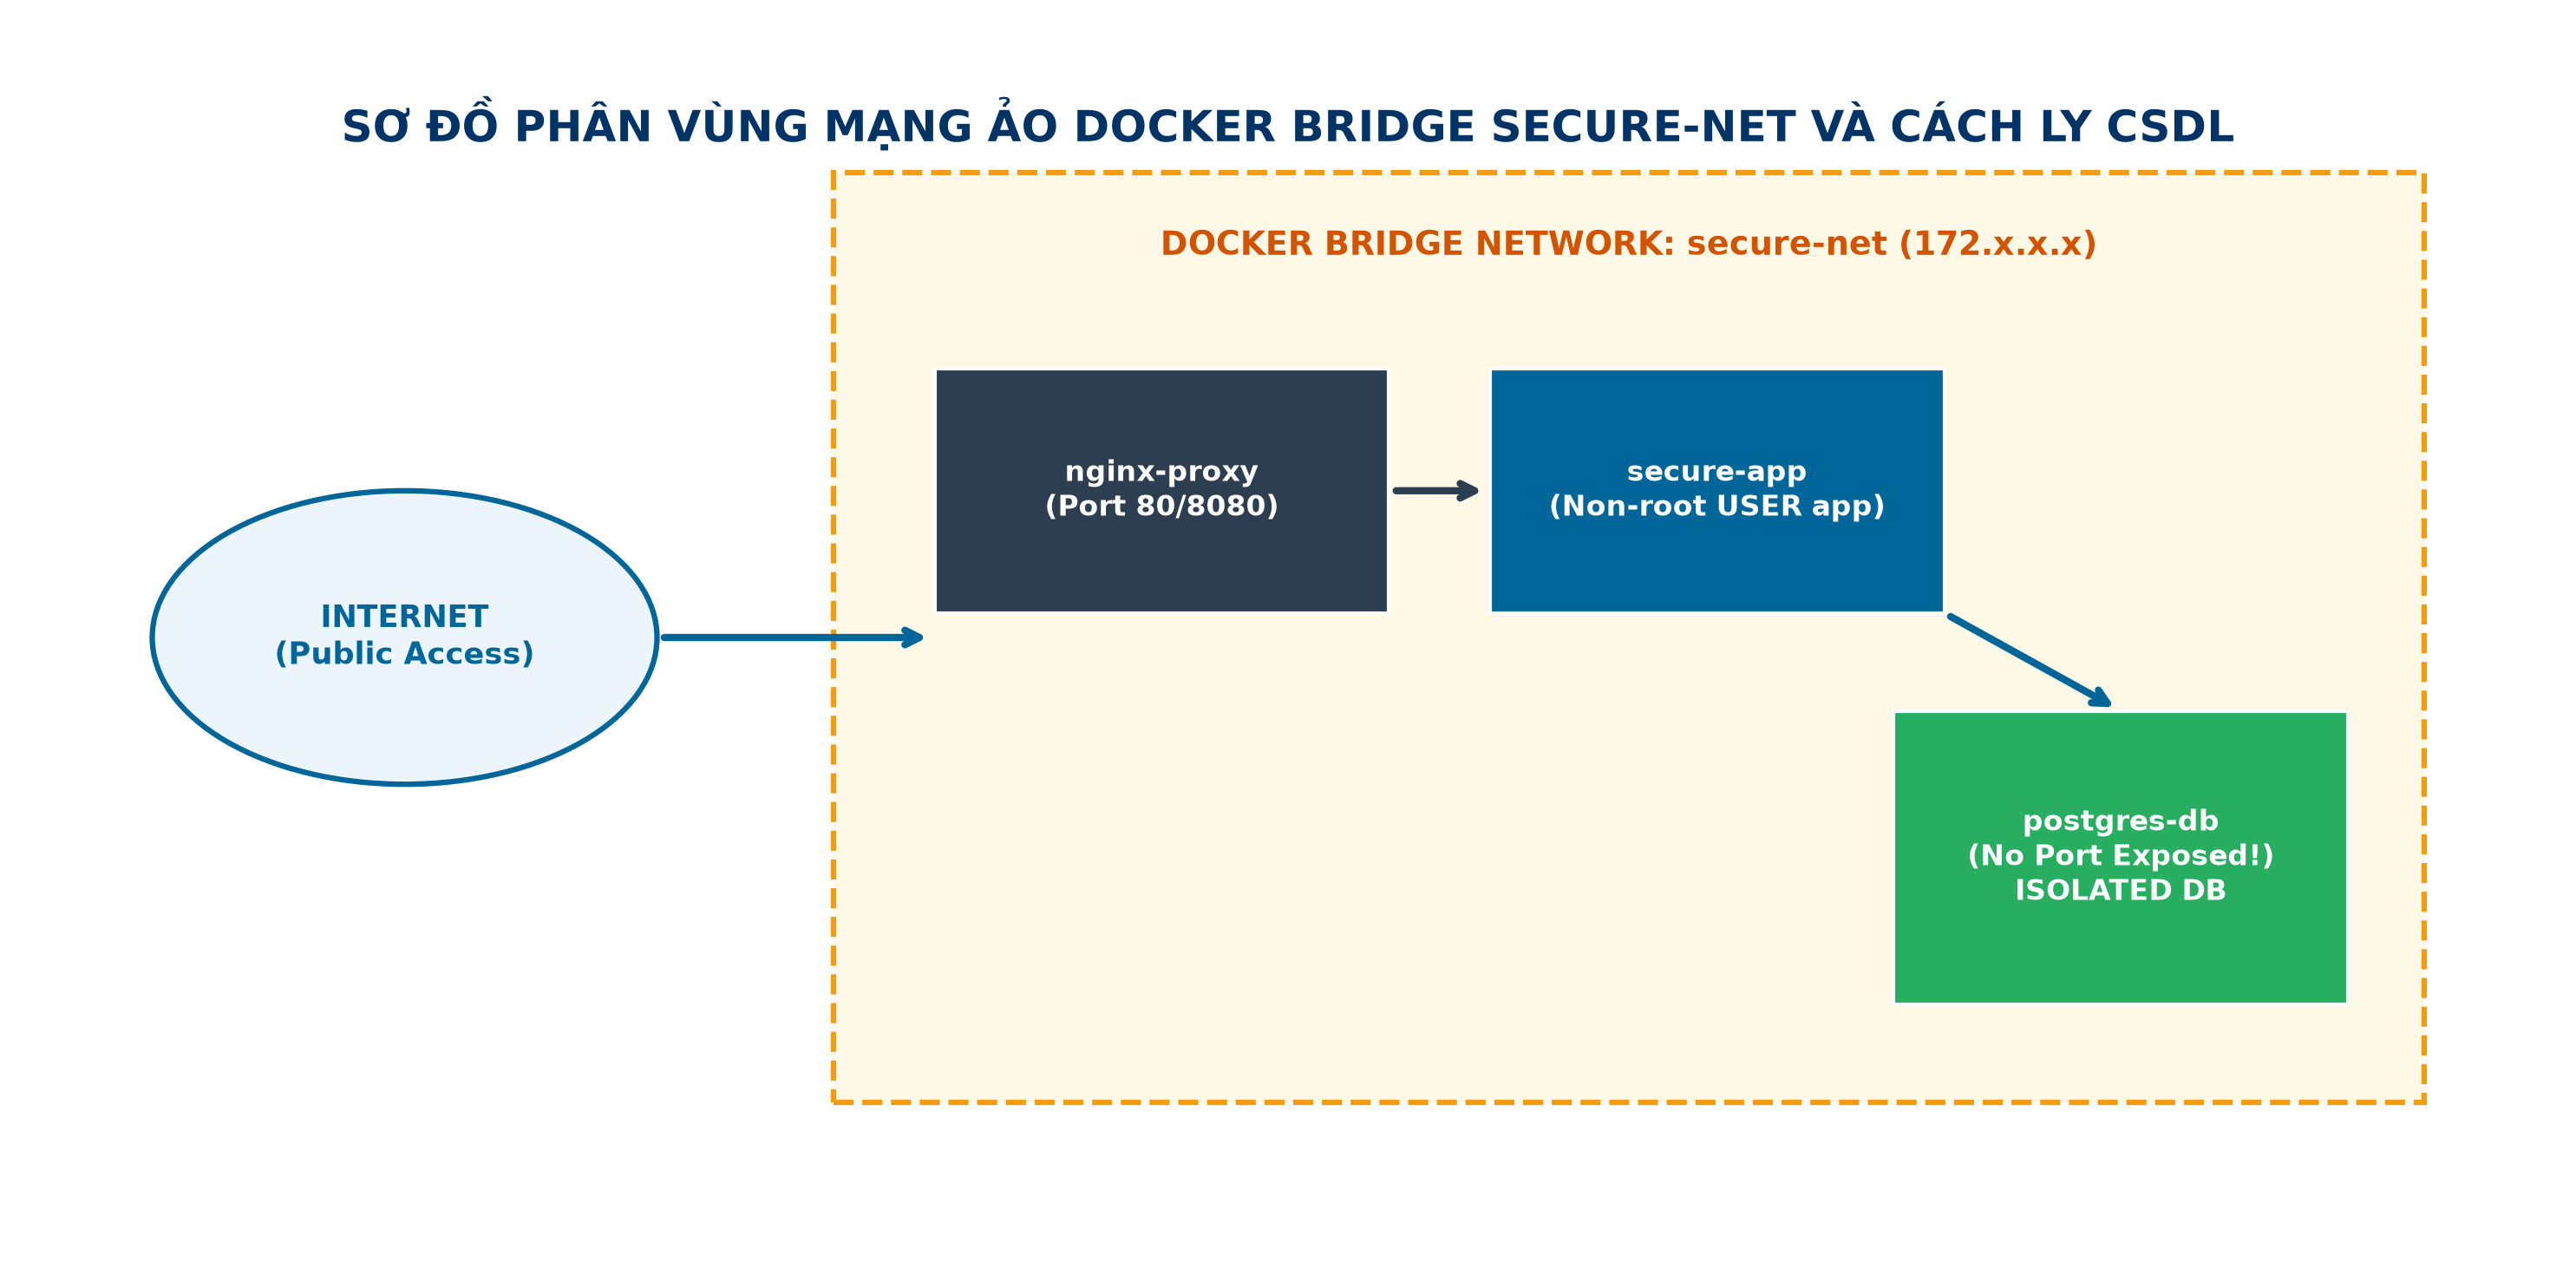 SƠ ĐỒ PHÂN VÙNG MẠNG ẢO DOCKER BRIDGE SECURE-NET VÀ CÁCH LY CSDL
DOCKER BRIDGE NETWORK: secure-net (172.x.x.x)
INTERNET
(Public Access)
nginx-proxy
(Port 80/8080)
secure-app
(Non-root USER app)
postgres-db
(No Port Exposed!)
ISOLATED DB